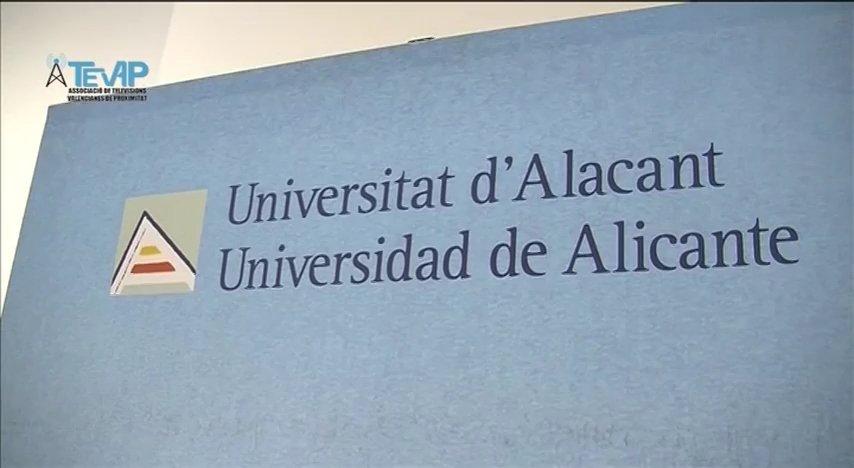 TEVAP
ASSOCIACIÓ DE TELEVISIONS
VALENCIANES DE PROXIMITAT
Universitat d'Alacant
Universidad de Alicante